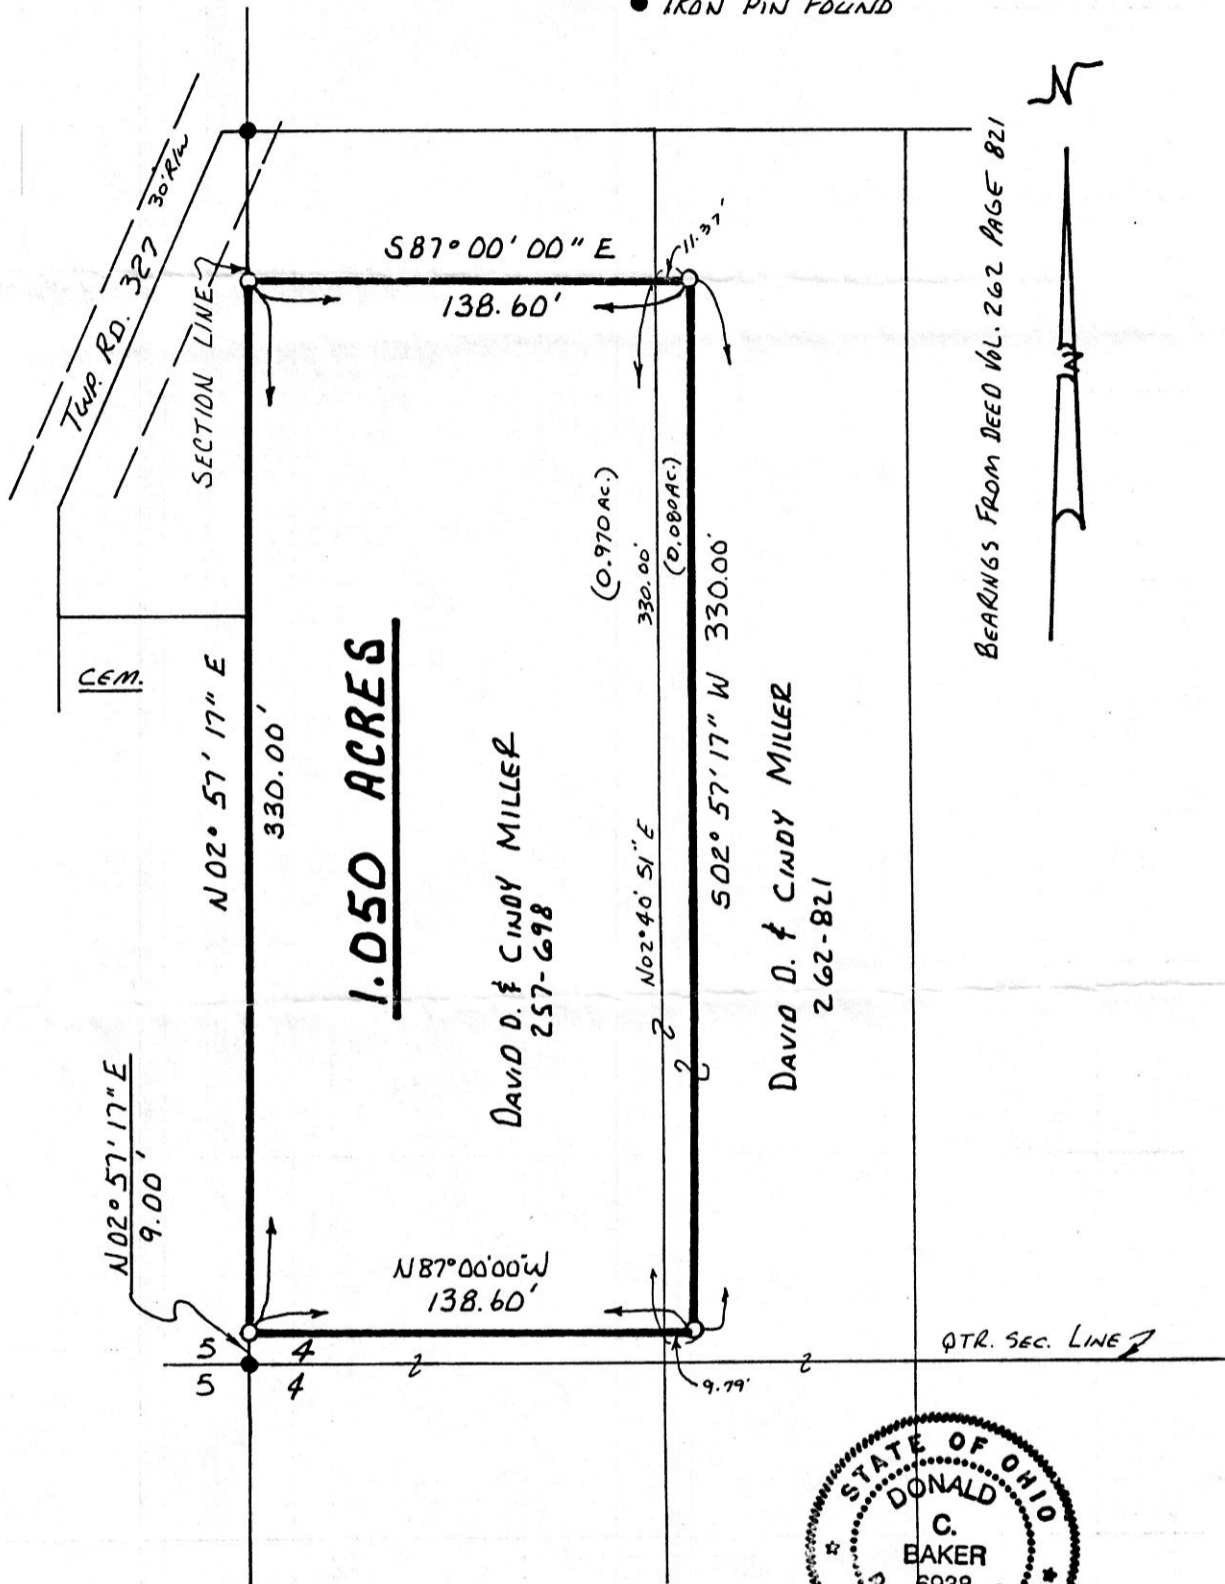 ● IRON PIN FOUND
N
TWP. RD. 327 30' R/W
SECTION LINE
S87° 00' 00" E
138.60'
11.37'
BEARINGS FROM DEED VOL. 262 PAGE 821
N
CEM.
N02° 57' 17" E
330.00'
1.050 ACRES
DAVID D. & CINDY MILLER
257-698
(0.970 AC.)
330.00'
N02° 40' 51" E
(0.080 AC.)
S02° 57' 17" W 330.00'
DAVID D. & CINDY MILLER
262-821
N02° 57' 17" E
9.00'
N87°00'00"W
138.60'
5 4
5 4
9.79'
QTR. SEC. LINE
STATE OF OHIO
DONALD
C.
BAKER
6938